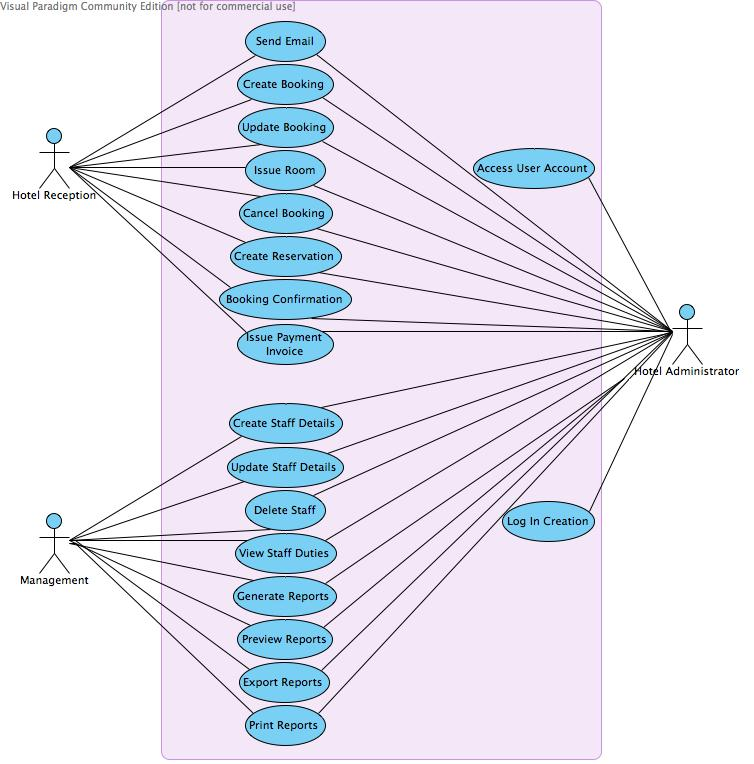 Visual Paradigm Community Edition [not for commercial use]
Send Email
Create Booking
Update Booking
Issue Room
Access User Account
Hotel Reception
Cancel Booking
Create Reservation
Booking Confirmation
Issue Payment
Invoice
Hotel Administrator
Create Staff Details
Update Staff Details
Delete Staff
Log In Creation
View Staff Duties
Management
Generate Reports
Preview Reports
Export Reports
Print Reports